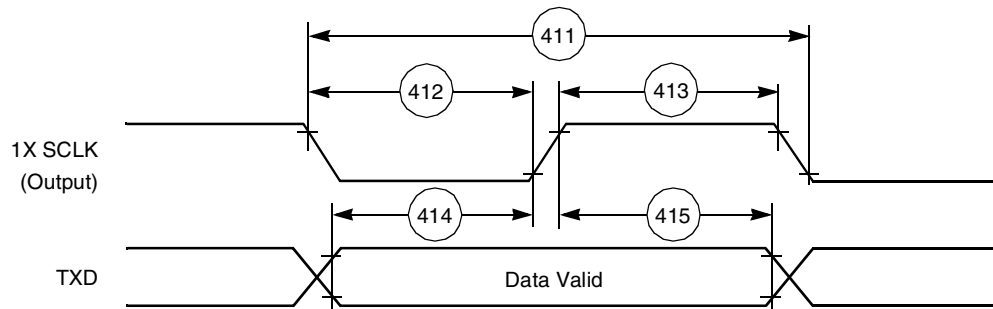 411
412
413
1X SCLK
(Output)
414
415
TXD
Data Valid